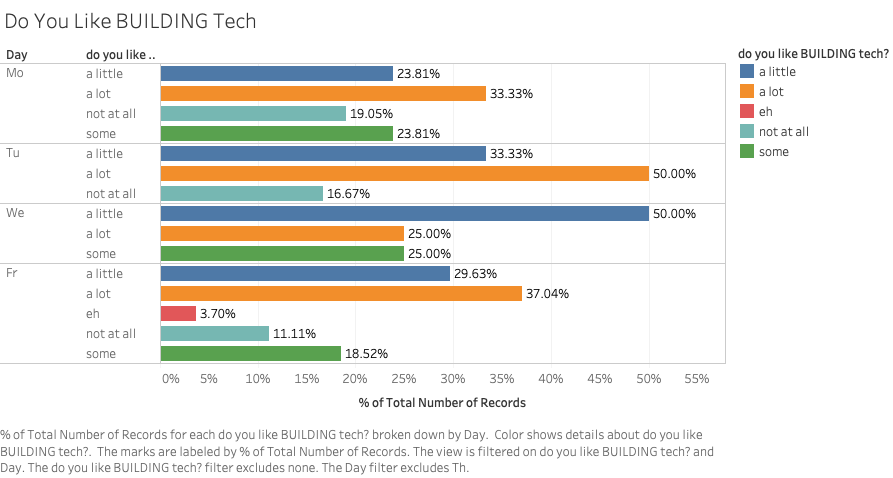 Do You Like BUILDING Tech
Day do you like .. do you like BUILDING tech?
Mo a little 23.81%
a lot 33.33%
not at all 19.05%
some 23.81%
Tu a little 33.33%
a lot 50.00%
not at all 16.67%
We a little 50.00%
a lot 25.00%
some 25.00%
Fr a little 29.63%
a lot 37.04%
eh 3.70%
not at all 11.11%
some 18.52%
0% 5% 10% 15% 20% 25% 30% 35% 40% 45% 50% 55%
% of Total Number of Records
a little
a lot
eh
not at all
some
% of Total Number of Records for each do you like BUILDING tech? broken down by Day. Color shows details about do you like
BUILDING tech?. The marks are labeled by % of Total Number of Records. The view is filtered on do you like BUILDING tech? and
Day. The do you like BUILDING tech? filter excludes none. The Day filter excludes Th.